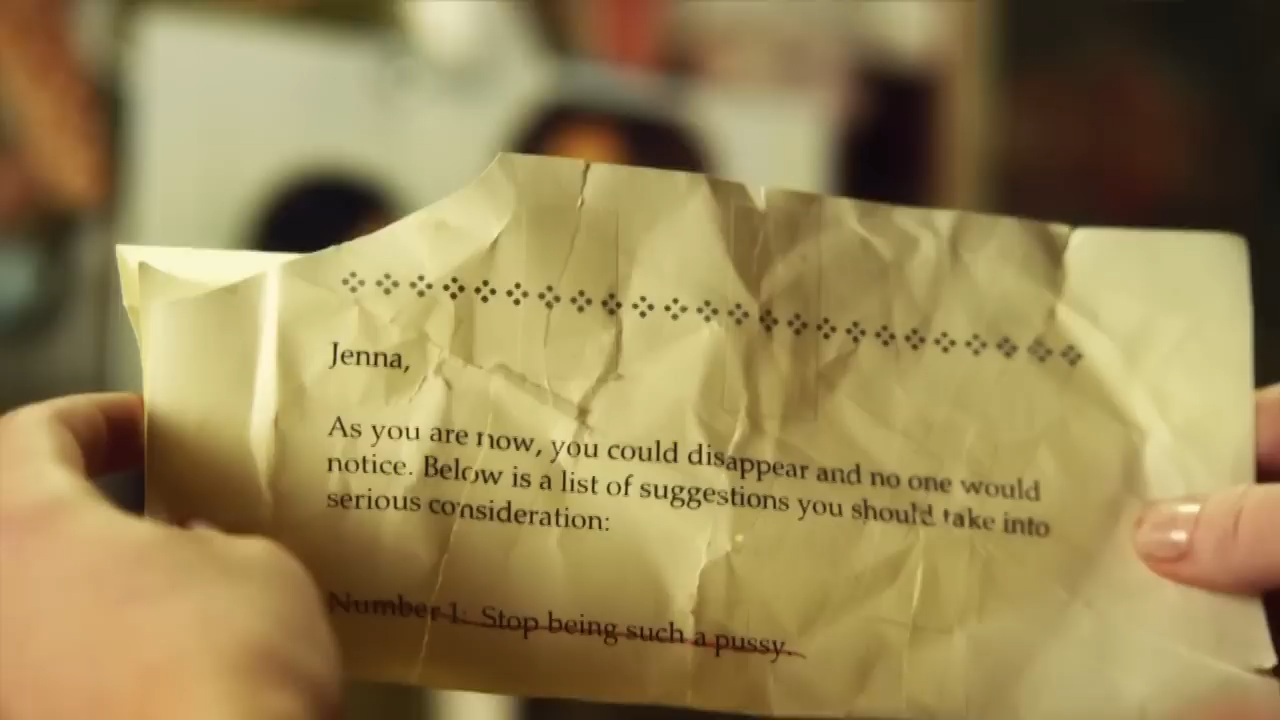 Jenna,
As you are now, you could disappear and no one would
notice. Below is a list of suggestions you should take into
serious consideration:
Number 1: Stop being such a pussy.